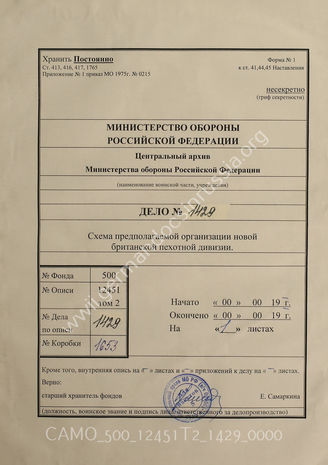 Хранить Постоянно
Ст. 413, 416, 417, 1765
Приложение № 1 приказ МО 1975г. № 0215
Форма № 1
к ст. 41,44,45 Наставления
несекретно
(гриф секретности)
МИНИСТЕРСТВО ОБОРОНЫ
РОССИЙСКОЙ ФЕДЕРАЦИИ
Центральный архив
Министерства обороны Российской Федерации
(наименование воинской части, учреждения)
ДЕЛО № 1429
Схема предполагаемой организации новой
британской пехотной дивизии.
№ Фонда 500
№ Описи 12451
том 2
№ Дела
по описи 1429
№ Коробки 1653
Начато « 00 » 00 19 г.
Окончено « 00 » 00 19 г.
На « 1 » листах
Кроме того, внутренняя опись на « » листах и « » приложений к делу на « » листах.
Верно:
старший хранитель фондов
Е. Самаркина
(должность, воинское звание и подпись лица, ответственного за делопроизводство)
www.germandocsinrussia.org
CAMO_500_12451T2_1429_0000